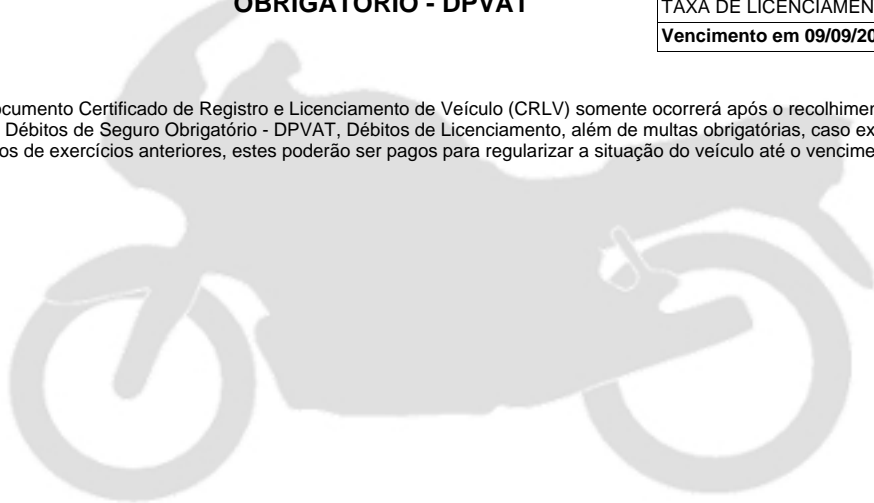 OBRIGATÓRIO - DPVAT
TAXA DE LICENCIAMEN
Vencimento em 09/09/20
ocumento Certificado de Registro e Licenciamento de Veículo (CRLV) somente ocorrerá após o recolhimen
Débitos de Seguro Obrigatório - DPVAT, Débitos de Licenciamento, além de multas obrigatórias, caso ex
os de exercícios anteriores, estes poderão ser pagos para regularizar a situação do veículo até o vencime